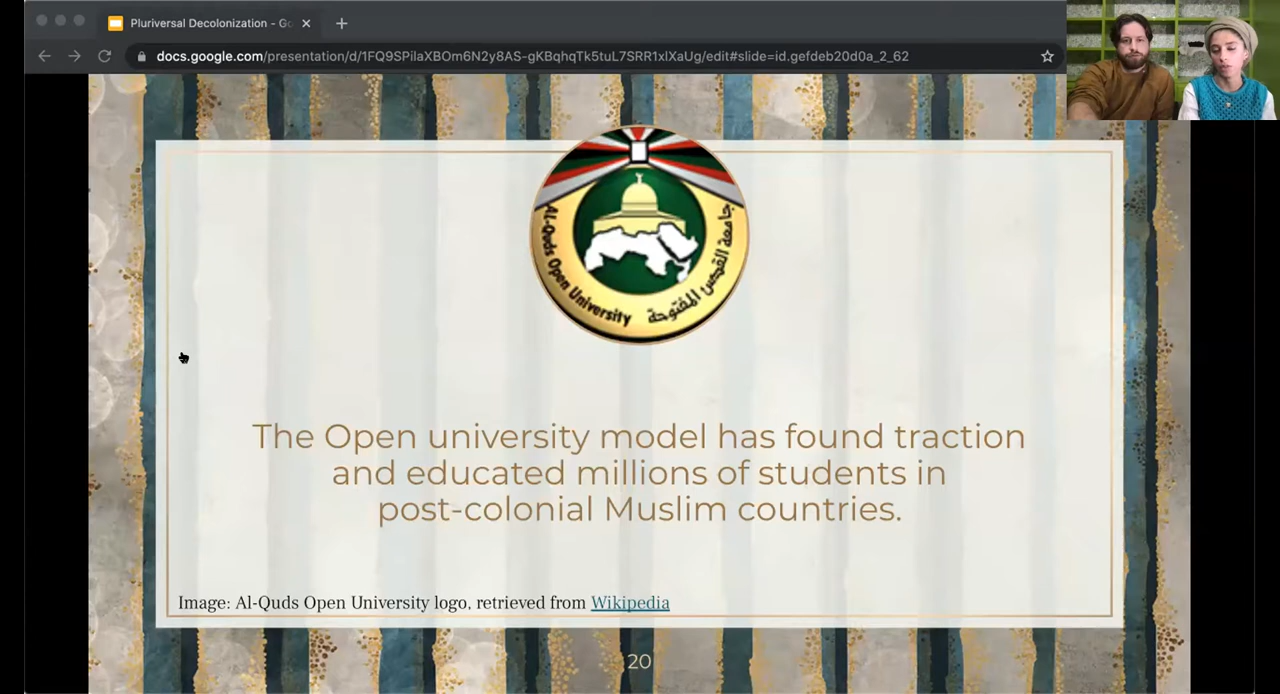 Pluriversal Decolonization - Go
docs.google.com/presentation/d/1FQ9SPilaXBOm6N2y8AS-gKBqhqTk5tuL7SRR1xlXaUg/edit#slide=id.gefdeb20d0a_2_62
Al-Quds Open University
جامعة القدس المفتوحة
The Open university model has found traction
and educated millions of students in
post-colonial Muslim countries.
Image: Al-Quds Open University logo, retrieved from Wikipedia
20